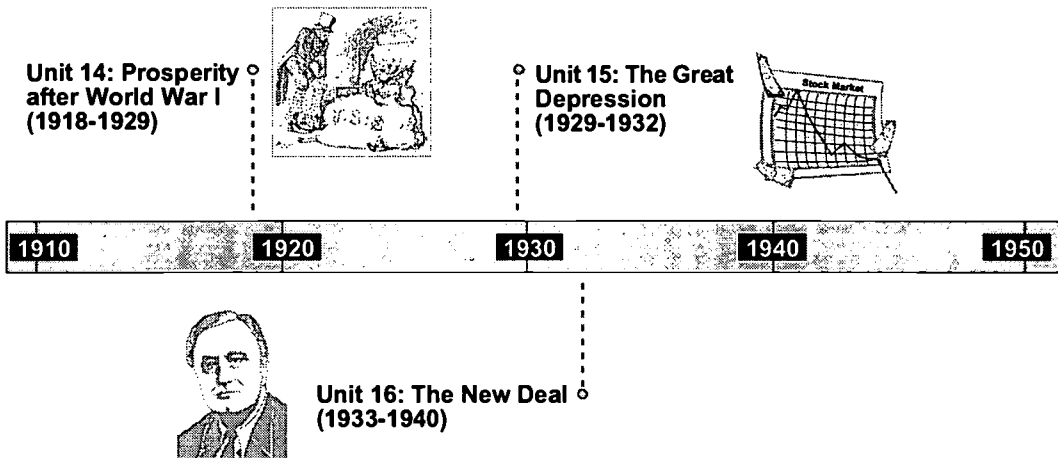 Unit 14: Prosperity
after World War I
(1918-1929)
U.S.
Unit 15: The Great
Depression
(1929-1932)
Stock Market
1910
1920
1930
1940
1950
Unit 16: The New Deal
(1933-1940)